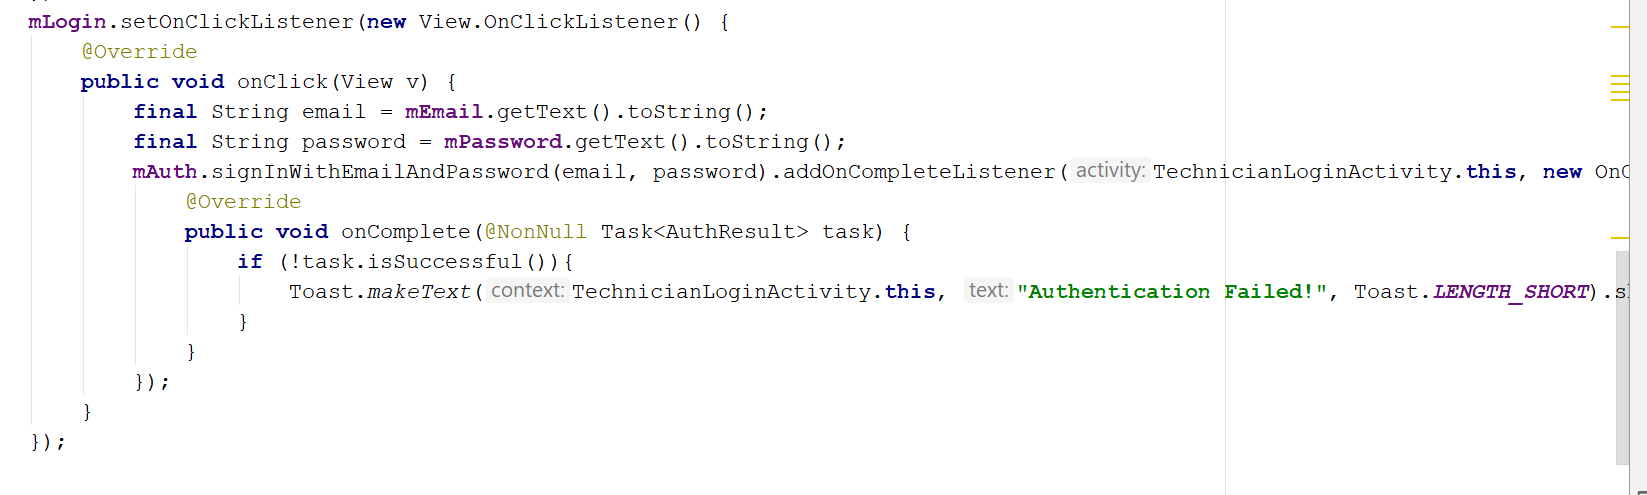 mLogin.setOnClickListener(new View.OnClickListener() {
@Override
public void onClick(View v) {
final String email = mEmail.getText().toString();
final String password = mPassword.getText().toString();
mAuth.signInWithEmailAndPassword(email, password).addOnCompleteListener( activity: TechnicianLoginActivity.this, new
@Override
public void onComplete(@NonNull Task<AuthResult> task) {
if (!task.isSuccessful()){
Toast.makeText( context: TechnicianLoginActivity.this, text: "Authentication Failed!", Toast.LENGTH_SHORT).
}
}
});
}
});